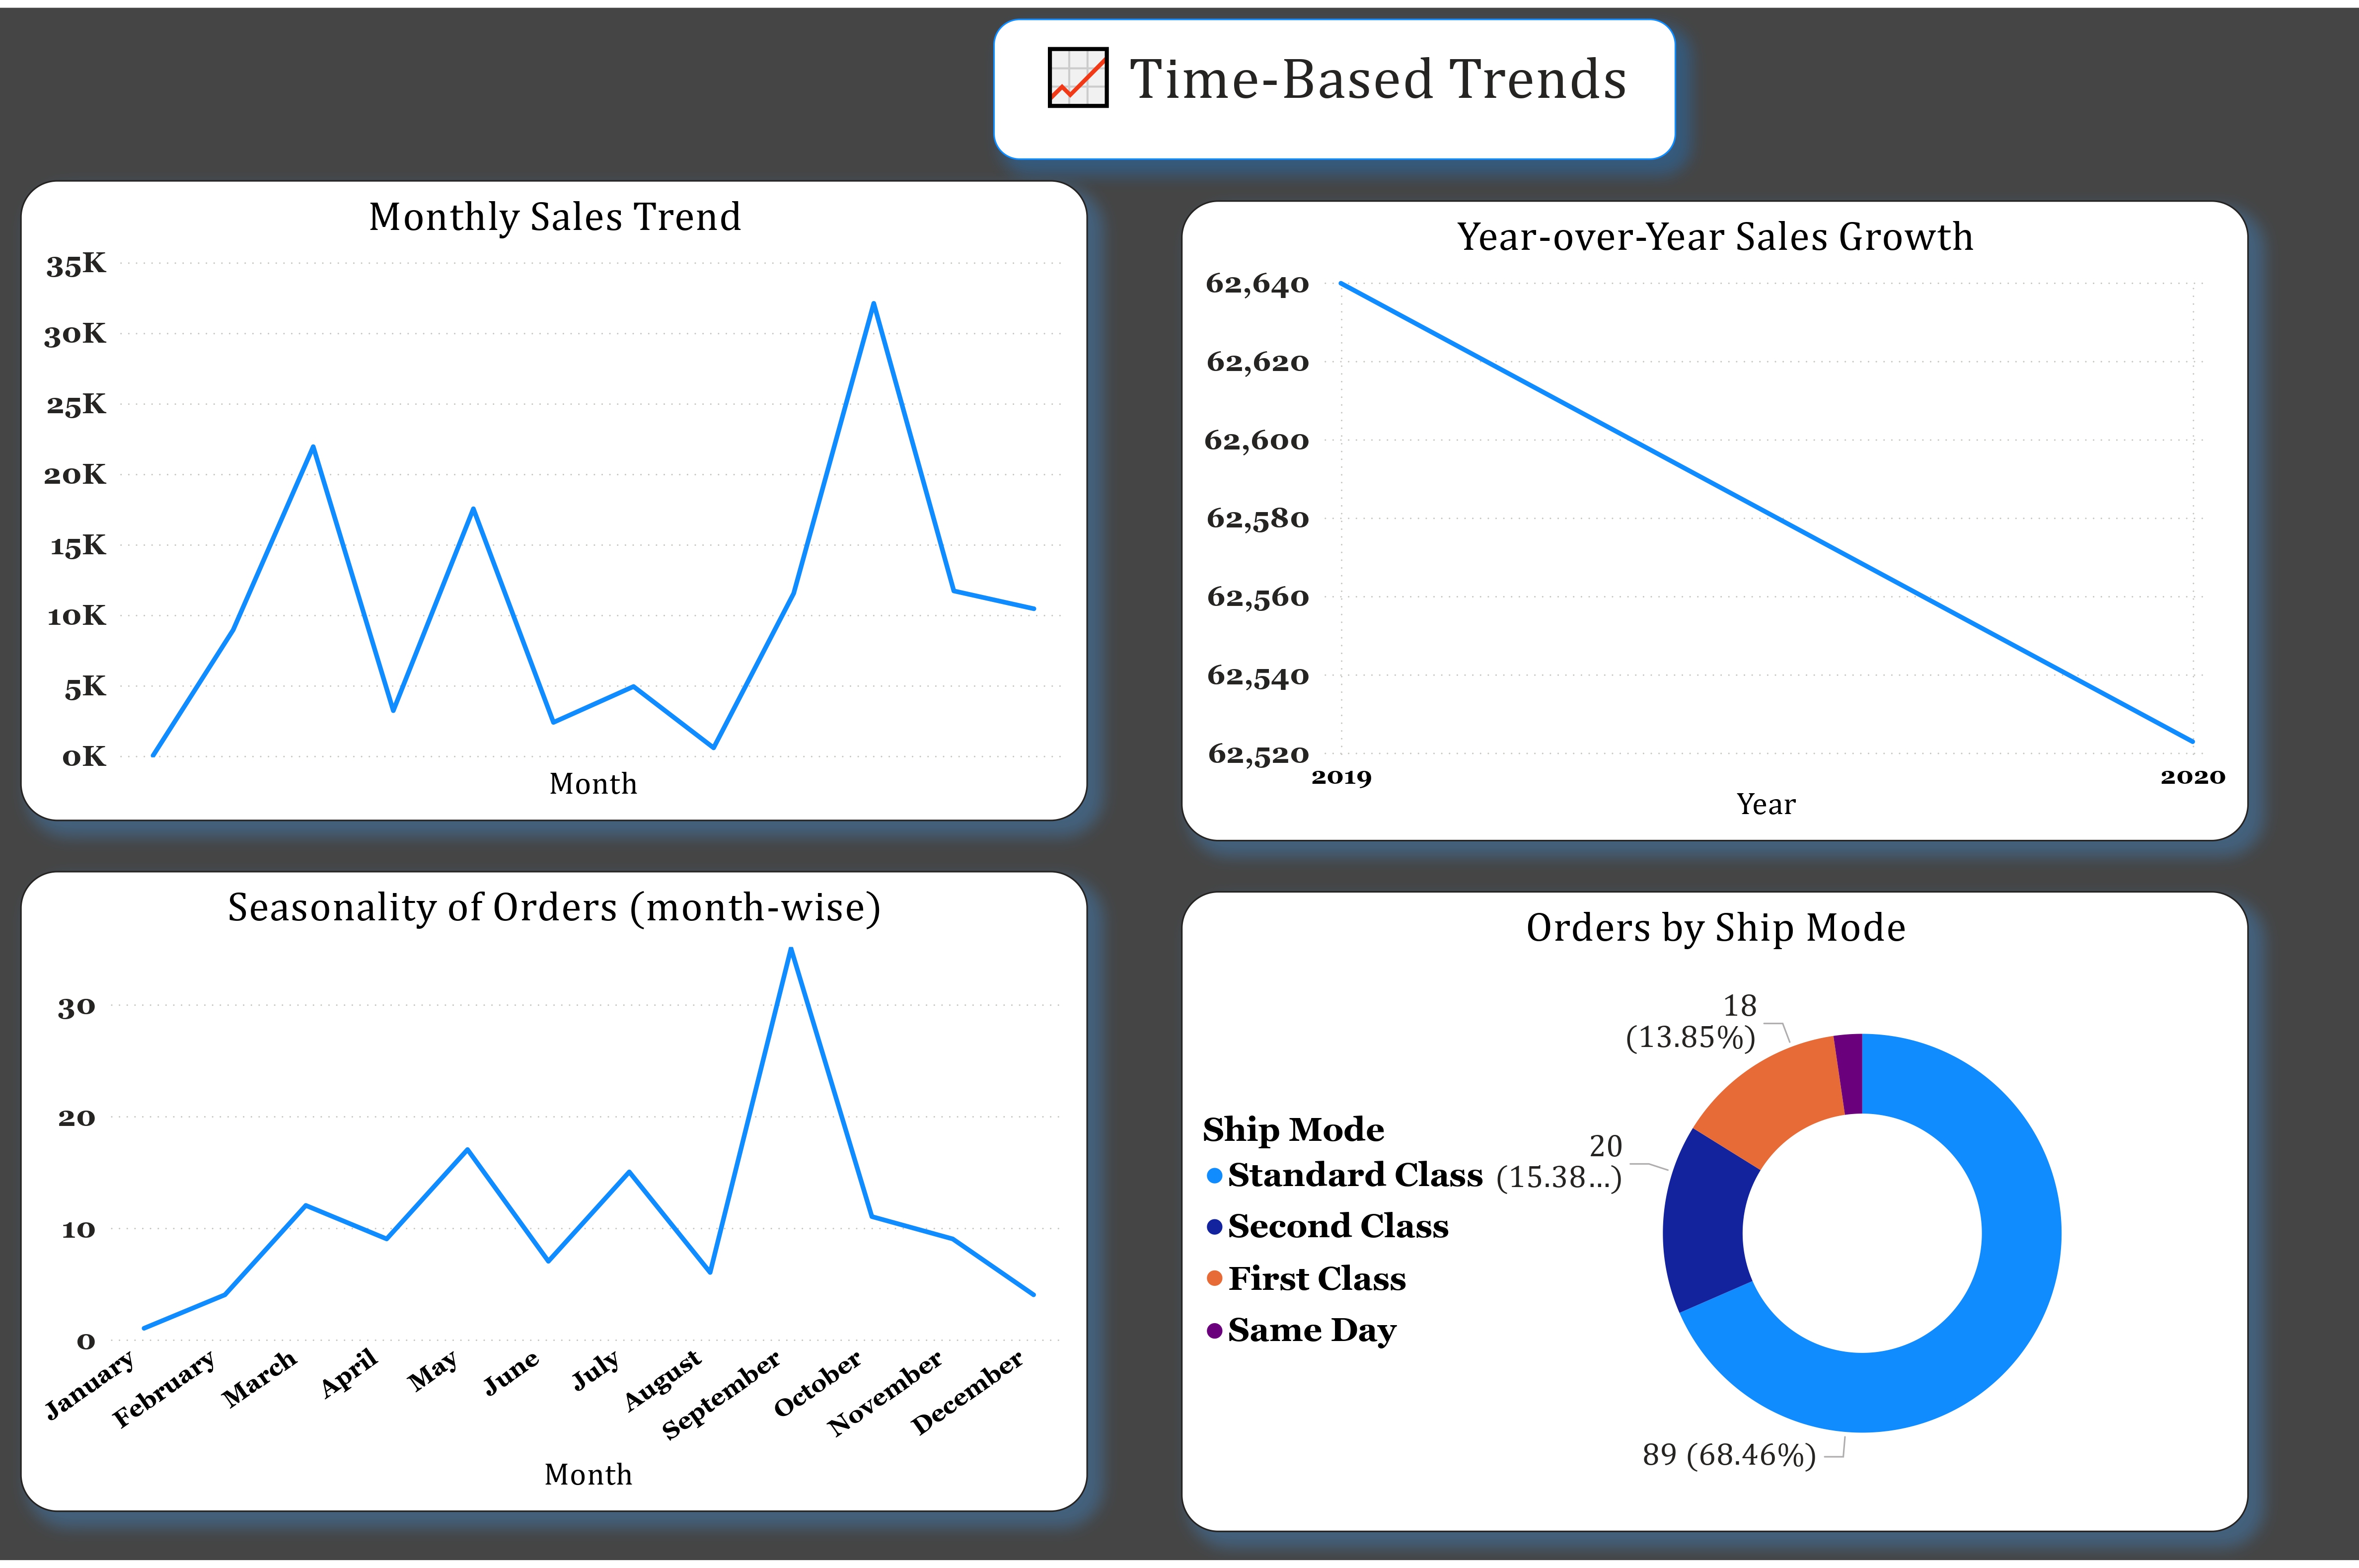 Time-Based Trends
Monthly Sales Trend
35K
30K
25K
20K
15K
10K
5K
0K
Month
Year-over-Year Sales Growth
62,640
62,620
62,600
62,580
62,560
62,540
62,520
2019
2020
Year
Seasonality of Orders (month-wise)
30
20
10
0
January
February
March
April
May
June
July
August
September
October
November
December
Month
Orders by Ship Mode
18
(13.85%)
20
(15.38...)
89 (68.46%)
Ship Mode
Standard Class
Second Class
First Class
Same Day